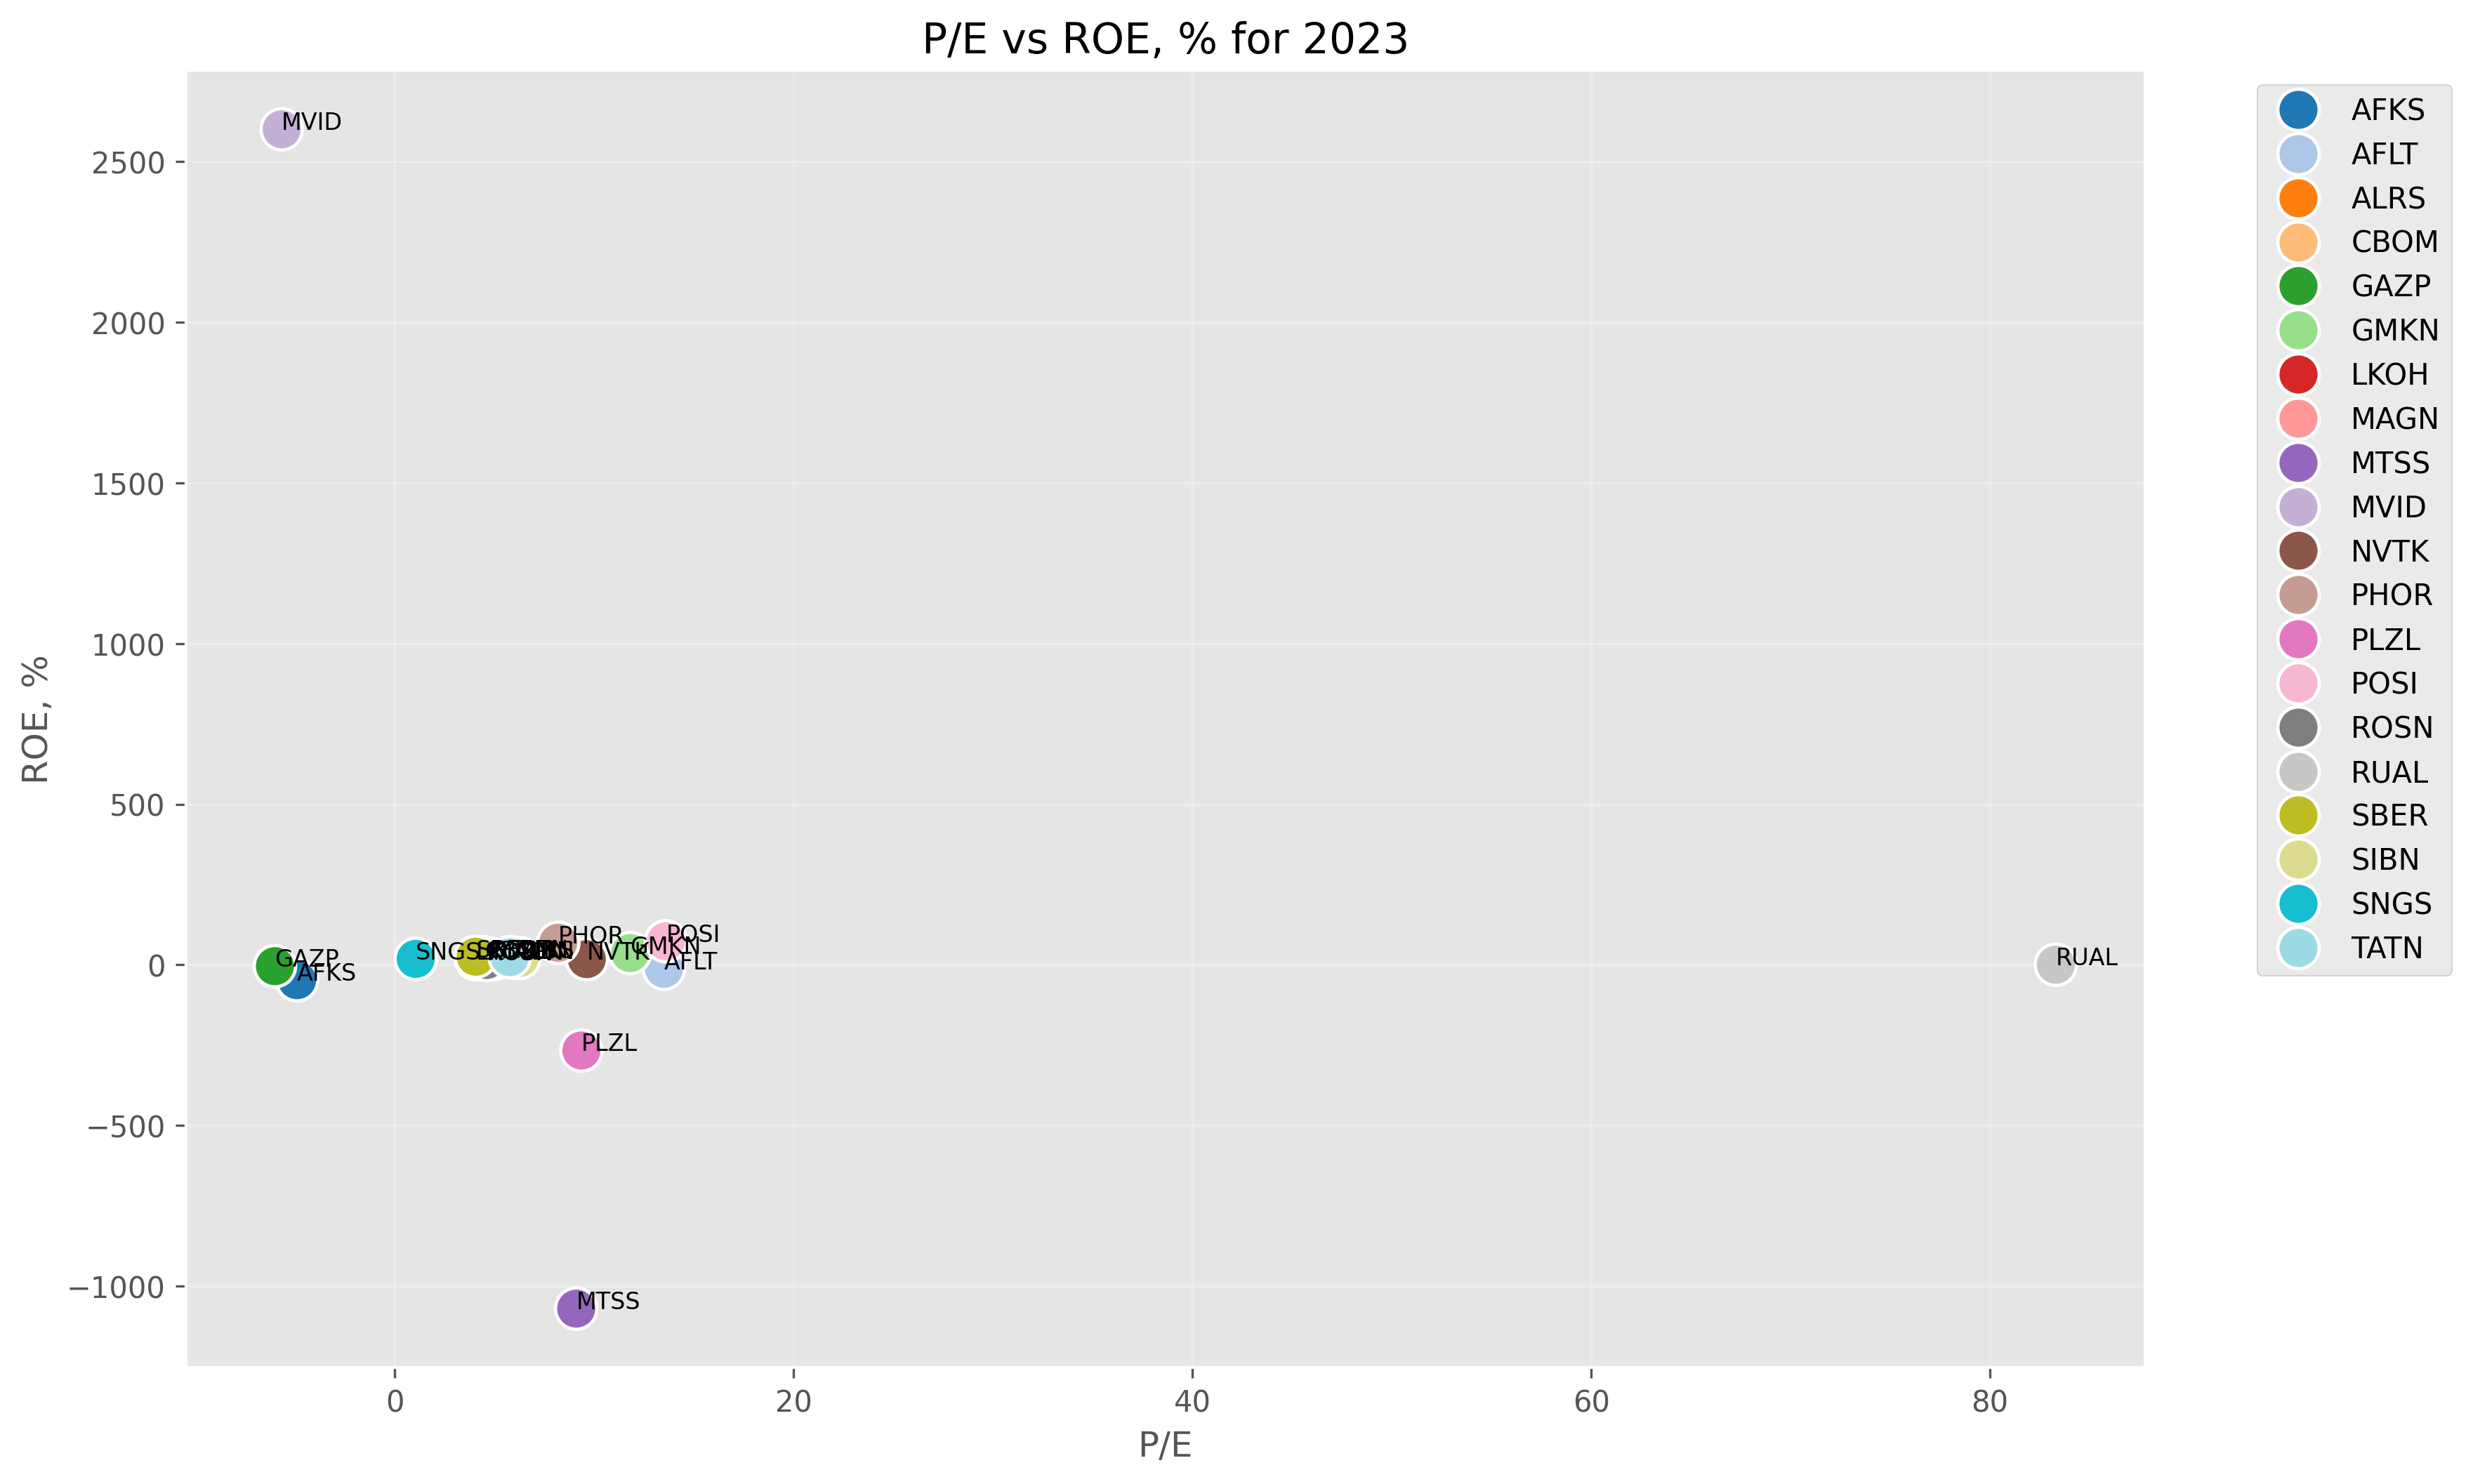 P/E vs ROE, % for 2023
MVID
2500
2000
1500
1000
500
0
−500
−1000
ROE, %
POSI
PHOR
GMKN
SNGS
NVTK
GAZP
AFLT
RUAL
AFKS
PLZL
MTSS
0 20 40 60 80
P/E
AFKS
AFLT
ALRS
CBOM
GAZP
GMKN
LKOH
MAGN
MTSS
MVID
NVTK
PHOR
PLZL
POSI
ROSN
RUAL
SBER
SIBN
SNGS
TATN